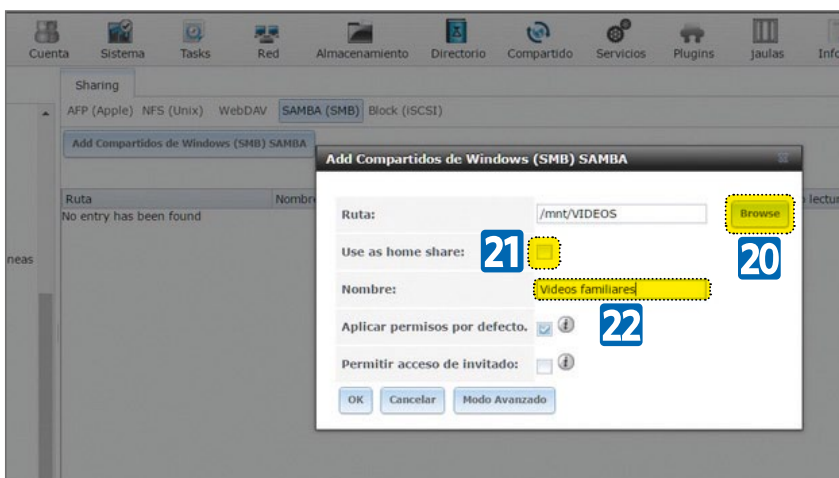 Cuenta Sistema Tasks Red Almacenamiento Directorio Compartido Servicios Plugins jaulas Info
Sharing
AFP (Apple) NFS (Unix) WebDAV SAMBA (SMB) Block (iSCSI)
Add Compartidos de Windows (SMB) SAMBA
Add Compartidos de Windows (SMB) SAMBA
Ruta Nombr lectur
No entry has been found
neas
Ruta: /mnt/VIDEOS Browse
20
Use as home share: 21
Nombre: Videos familiares
22
Aplicar permisos por defecto.
Permitir acceso de invitado:
OK Cancelar Modo Avanzado